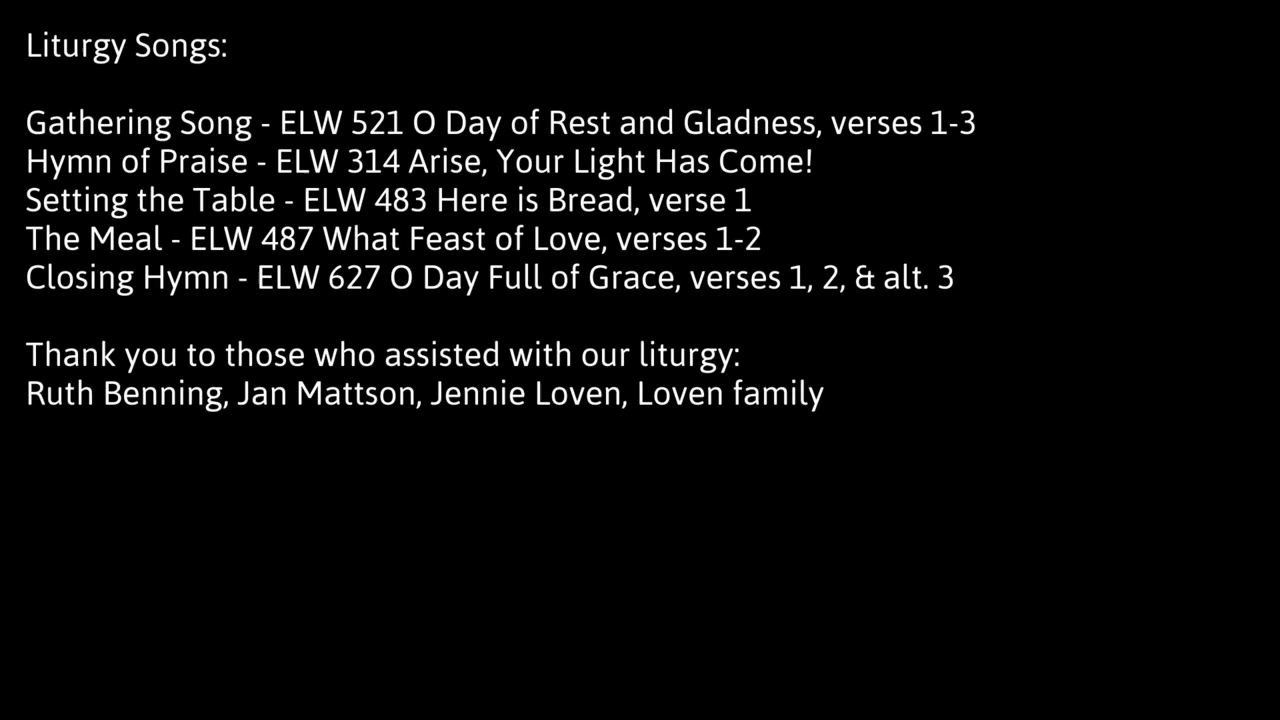 Liturgy Songs:
Gathering Song - ELW 521 O Day of Rest and Gladness, verses 1-3
Hymn of Praise - ELW 314 Arise, Your Light Has Come!
Setting the Table - ELW 483 Here is Bread, verse 1
The Meal - ELW 487 What Feast of Love, verses 1-2
Closing Hymn - ELW 627 O Day Full of Grace, verses 1, 2, & alt. 3
Thank you to those who assisted with our liturgy:
Ruth Benning, Jan Mattson, Jennie Loven, Loven family